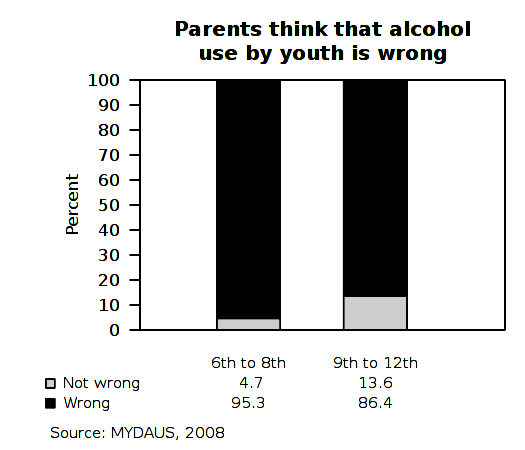 Parents think that alcohol
use by youth is wrong
100
90
80
70
60
50
40
30
20
10
0
Percent
6th to 8th 9th to 12th
Not wrong 4.7 13.6
Wrong 95.3 86.4
Source: MYDAUS, 2008